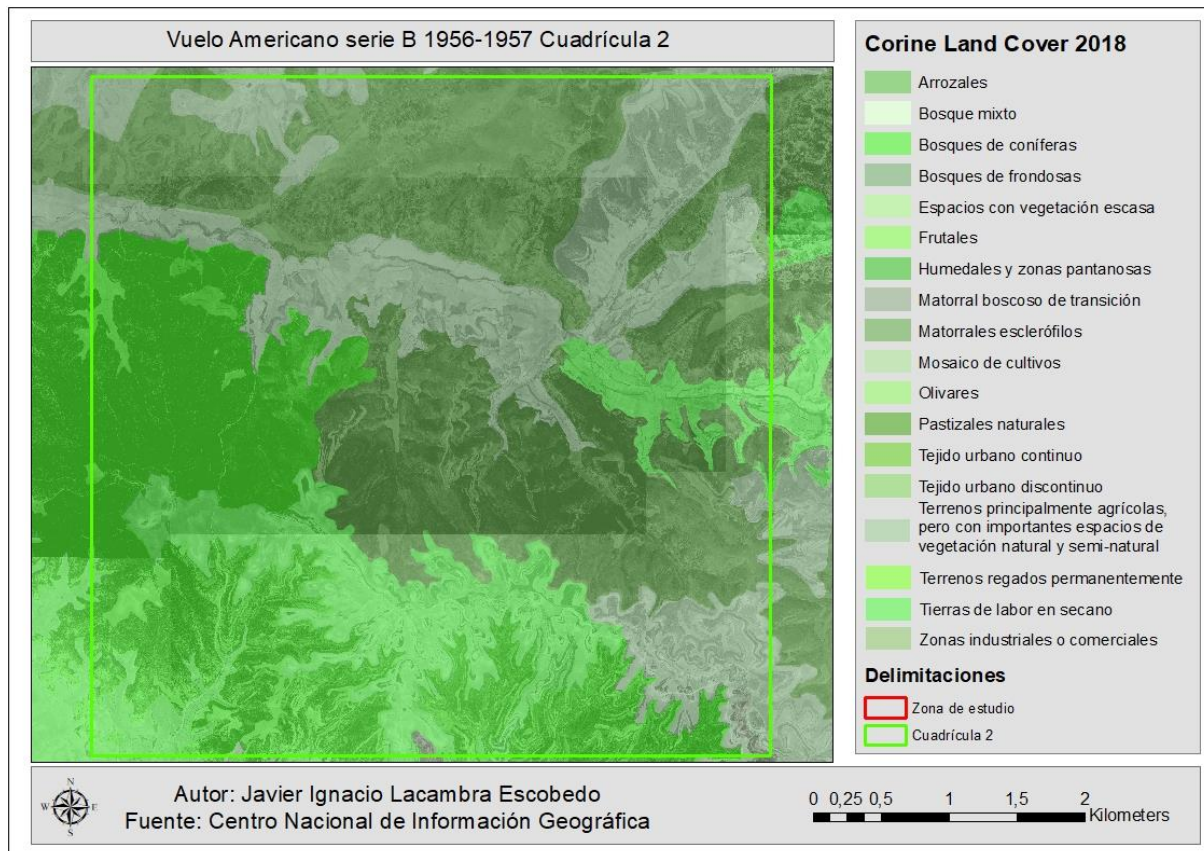 Vuelo Americano serie B 1956-1957 Cuadrícula 2
Corine Land Cover 2018
Arrozales
Bosque mixto
Bosques de coníferas
Bosques de frondosas
Espacios con vegetación escasa
Frutales
Humedales y zonas pantanosas
Matorral boscoso de transición
Matorrales esclerófilos
Mosaico de cultivos
Olivares
Pastizales naturales
Tejido urbano continuo
Tejido urbano discontinuo
Terrenos principalmente agrícolas,
pero con importantes espacios de
vegetación natural y semi-natural
Terrenos regados permanentemente
Tierras de labor en secano
Zonas industriales o comerciales
Delimitaciones
Zona de estudio
Cuadrícula 2
N
W E
S
Autor: Javier Ignacio Lacambra Escobedo
Fuente: Centro Nacional de Información Geográfica
0 0,25 0,5 1 1,5 2
Kilometers